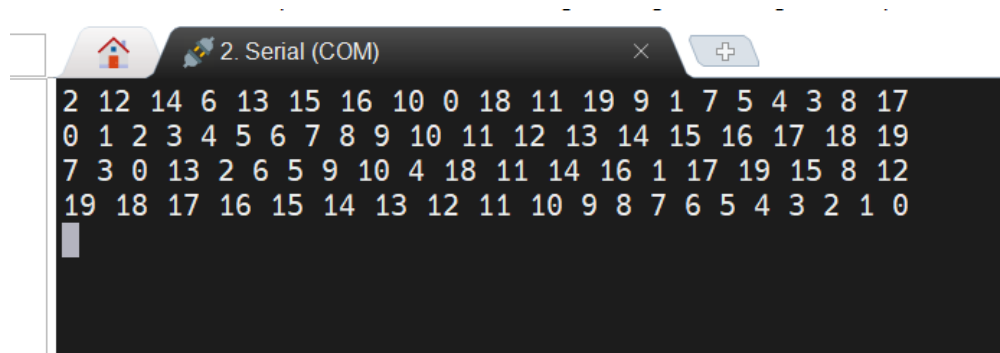 2. Serial (COM)
2 12 14 6 13 15 16 10 0 18 11 19 9 1 7 5 4 3 8 17
0 1 2 3 4 5 6 7 8 9 10 11 12 13 14 15 16 17 18 19
7 3 0 13 2 6 5 9 10 4 18 11 14 16 1 17 19 15 8 12
19 18 17 16 15 14 13 12 11 10 9 8 7 6 5 4 3 2 1 0